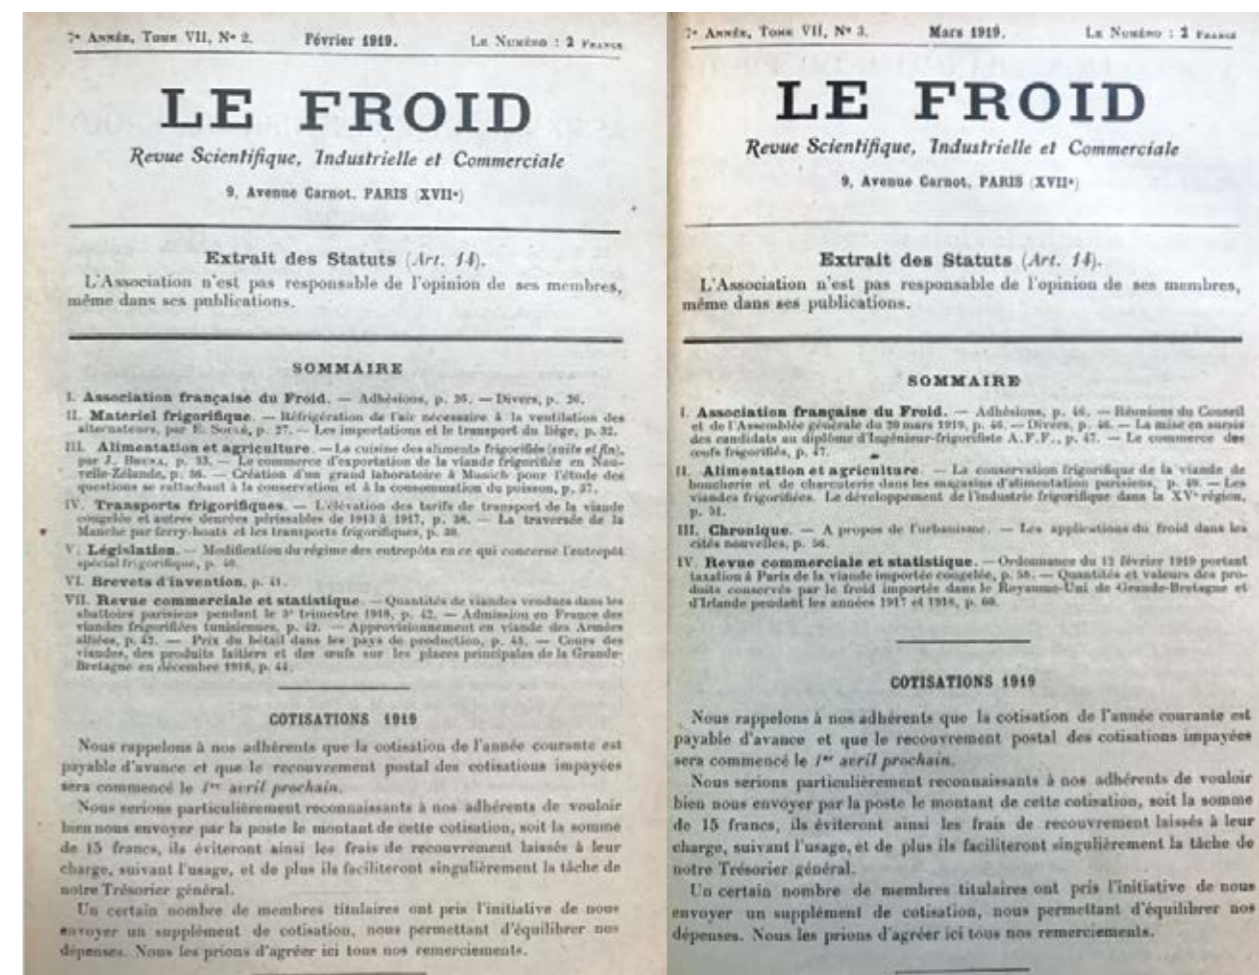 7e ANNÉE, TOME VII, N° 2. Février 1919. LE NUMÉRO : 2 FRANCS
LE FROID
Revue Scientifique, Industrielle et Commerciale
9, Avenue Carnot, PARIS (XVIIe)
Extrait des Statuts (Art. 14).
L'Association n'est pas responsable de l'opinion de ses membres,
même dans ses publications.
SOMMAIRE
I. Association française du Froid. — Adhésions, p. 26. — Divers, p. 26.
II. Matériel frigorifique. — Réfrigération de l'air nécessaire à la ventilation des
alternateurs, par E. p. 27. — Les importations et le transport du liège, p. 32.
III. Alimentation et agriculture. — La cuisine des aliments frigorifiés (suite et fin),
par J. p. 33. — Le commerce d'exportation de la viande frigorifiée en Nou-
velle-Zélande, p. 36. — Création d'un grand laboratoire à Munich pour l'étude des
questions se rattachant à la conservation et à la consommation du poisson, p. 37.
IV. Transports frigorifiques. — L'élévation des tarifs de transport de la viande
congelée et autres denrées périssables de 1913 à 1917, p. 38. — La traversée de la
Manche par ferry-boats et les transports frigorifiques, p. 38.
V. Législation. — Modification du régime des entrepôts en ce qui concerne l'entrepôt
spécial frigorifique, p. 40.
VI. Brevets d'invention, p. 41.
VII. Revue commerciale et statistique. — Quantités de viandes vendues dans les
abattoirs parisiens pendant le 3e trimestre 1918, p. 42. — Admission en France des
viandes frigorifiées tunisiennes, p. 42. — Approvisionnement en viande des Armées
alliées, p. 42. — Prix du bétail dans les pays de production, p. 43. — Cours des
viandes, des produits laitiers et des œufs sur les places principales de la Grande-
Bretagne en décembre 1918, p. 44.
COTISATIONS 1919
Nous rappelons à nos adhérents que la cotisation de l'année courante est
payable d'avance et que le recouvrement postal des cotisations impayées
sera commencé le 1er avril prochain.
Nous serions particulièrement reconnaissants à nos adhérents de vouloir
bien nous envoyer par la poste le montant de cette cotisation, soit la somme
de 15 francs, ils éviteront ainsi les frais de recouvrement laissés à leur
charge, suivant l'usage, et de plus ils faciliteront singulièrement la tâche de
notre Trésorier général.
Un certain nombre de membres titulaires ont pris l'initiative de nous
envoyer un supplément de cotisation, nous permettant d'équilibrer nos
dépenses. Nous les prions d'agréer ici tous nos remerciements.
7e ANNÉE, TOME VII, N° 3. Mars 1919. LE NUMÉRO : 2 FRANCS
LE FROID
Revue Scientifique, Industrielle et Commerciale
9, Avenue Carnot, PARIS (XVIIe)
Extrait des Statuts (Art. 14).
L'Association n'est pas responsable de l'opinion de ses membres,
même dans ses publications.
SOMMAIRE
I. Association française du Froid. — Adhésions, p. 46. — Réunions du Conseil
et de l'Assemblée générale du 20 mars 1919, p. 46. — Divers, p. 46. — La mise en sursis
des candidats au diplôme d'Ingénieur-frigoriste A.F.F., p. 47. — Le commerce des
œufs frigorifiés, p. 47.
II. Alimentation et agriculture. — La conservation frigorifique de la viande de
boucherie et de charcuterie dans les magasins d'alimentation parisiens, p. 49. — Les
viandes frigorifiées. Le développement de l'industrie frigorifique dans la XVe région,
p. 51.
III. Chronique. — A propos de l'urbanisme. — Les applications du froid dans les
cités nouvelles, p. 56.
IV. Revue commerciale et statistique. — Ordonnance du 12 février 1919 portant
taxation à Paris de la viande importée congelée, p. 58. — Quantités et valeurs des pro-
duits conservés par le froid importés dans le Royaume-Uni de Grande-Bretagne et
d'Irlande pendant les années 1917 et 1918, p. 60.
COTISATIONS 1919
Nous rappelons à nos adhérents que la cotisation de l'année courante est
payable d'avance et que le recouvrement postal des cotisations impayées
sera commencé le 1er avril prochain.
Nous serions particulièrement reconnaissants à nos adhérents de vouloir
bien nous envoyer par la poste le montant de cette cotisation, soit la somme
de 15 francs, ils éviteront ainsi les frais de recouvrement laissés à leur
charge, suivant l'usage, et de plus ils faciliteront singulièrement la tâche de
notre Trésorier général.
Un certain nombre de membres titulaires ont pris l'initiative de nous
envoyer un supplément de cotisation, nous permettant d'équilibrer nos
dépenses. Nous les prions d'agréer ici tous nos remerciements.